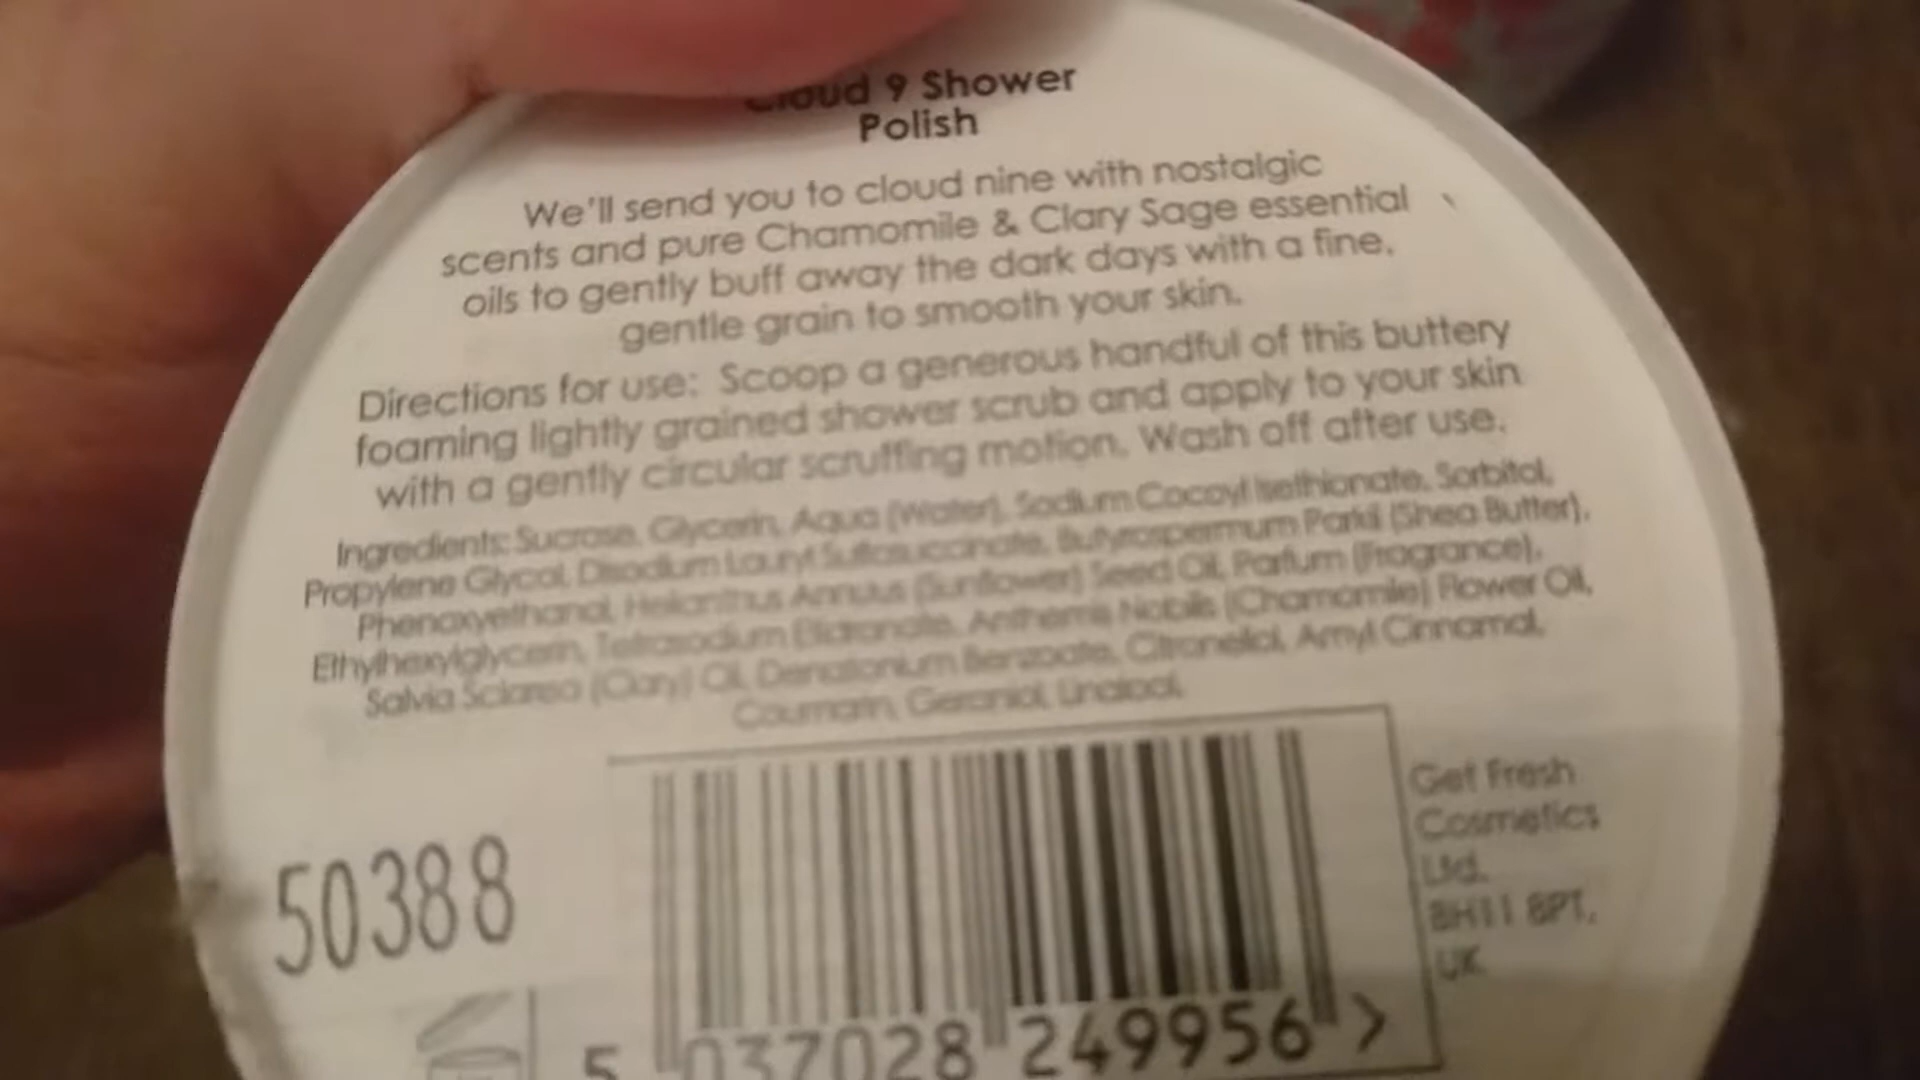 Cloud 9 Shower
Polish
We'll send you to cloud nine with nostalgic
scents and pure Chamomile & Clary Sage essential
oils to gently buff away the dark days with a fine,
gentle grain to smooth your skin.
Directions for use: Scoop a generous handful of this buttery
foaming lightly grained shower scrub and apply to your skin
with a gently circular scruffing motion. Wash off after use.
Ingredients: Sucrose, Glycerin, Aqua (Water), Sodium Cocoyl Isethionate, Sorbitol,
Propylene Glycol, Disodium Lauryl Sulfosuccinate, Butyrospermum Parkii (Shea Butter),
Phenoxyethanol, Helianthus Annuus (Sunflower) Seed Oil, Parfum (Fragrance),
Ethylhexylglycerin, Tetrasodium Etidronate, Anthemis Nobilis (Chamomile) Flower Oil,
Salvia Sclarea (Clary) Oil, Denatonium Benzoate, Citronellol, Amyl Cinnamal,
Coumarin, Geraniol, Linalool.
50388
Get Fresh
Cosmetics
Ltd.
BH11 8PT,
UK
5 037028 249956 >